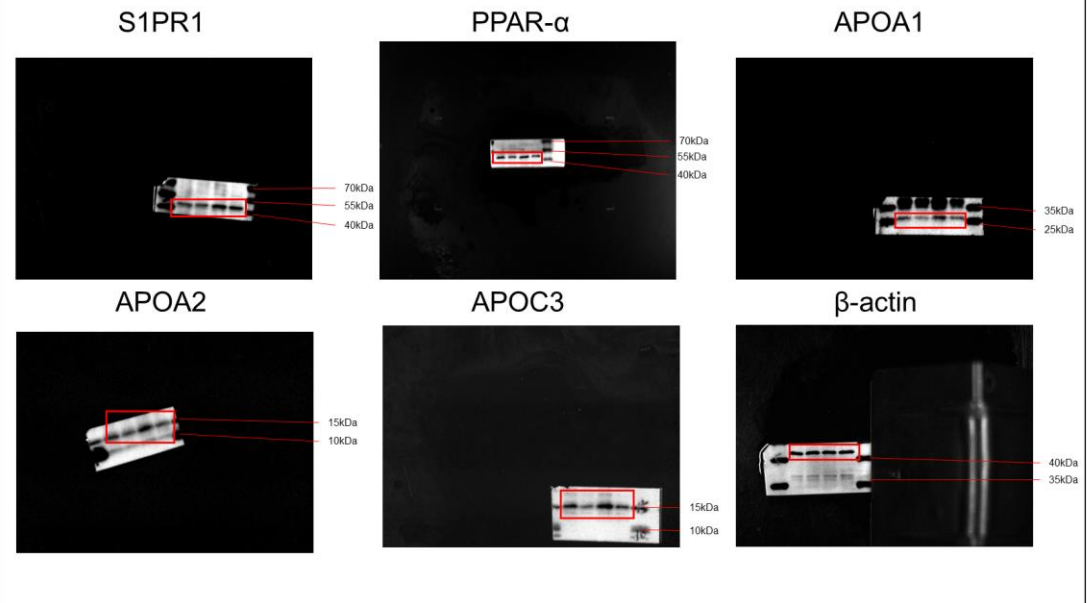 S1PR1
PPAR-α
APOA1
70kDa
55kDa
40kDa
70kDa
55kDa
40kDa
35kDa
25kDa
APOA2
APOC3
β-actin
15kDa
10kDa
15kDa
10kDa
40kDa
35kDa